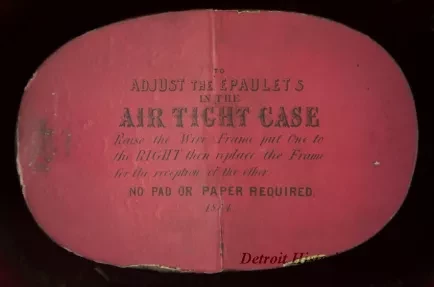 TO
ADJUST THE EPAULETS
IN THE
AIR TIGHT CASE
Raise the Wire Frame put One to
the RIGHT then replace the Frame
for the reception of the other.
NO PAD OR PAPER REQUIRED.
Detroit